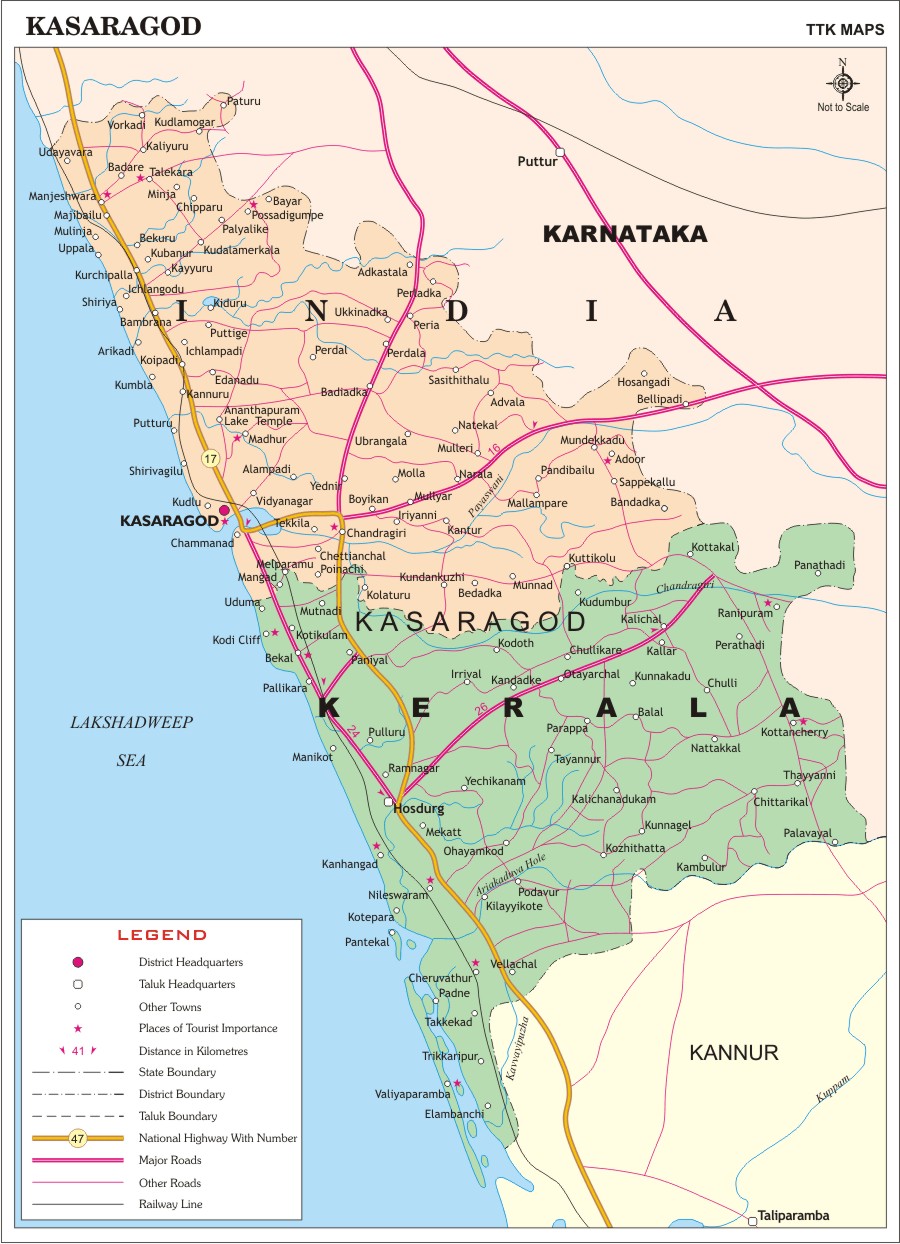 KASARAGOD
TTK MAPS
N
Not to Scale
Paturu
Vorkadi
Kudlamogar
Kaliyuru
Udayavara
Puttur
Badare
Talekara
Manjeshwara
Minja
Bayar
Chipparu
Possadigumpe
Majibailu
Palyalike
Mulinja
KARNATAKA
Bekuru
Uppala
Kubanur
Kudalamerkala
Kayyuru
Kurchipalla
Adkastala
Ichlangodu
Perladka
Shiriya
Kiduru
I N D I A
Ukkinadka
Bambrana
Peria
Puttige
Arikadi
Ichlampadi
Perdal
Perdala
Koipadi
Kumbla
Edanadu
Sasithithalu
Hosangadi
Kannuru
Badiadka
Advala
Bellipadi
Ananthapuram
Lake Temple
Putturu
Natekal
Madhur
Ubrangala
Mundekkadu
Mulleri
16
17
Adoor
Shirivagilu
Alampadi
Molla
Narala
Pandibailu
Yednir
Sappekallu
Payaswani
Kudlu
Vidyanagar
Boyikan
Mullyar
Mallampare
Bandadka
KASARAGOD
Tekkila
Iriyanni
Chandragiri
Kantur
Chammanad
Kottakal
Chettianchal
Melparamu
Poinachi
Kuttikolu
Panathadi
Mangad
Kundankuzhi
Munnad
Chandragiri
Kolaturu
Bedadka
Uduma
Mutnadi
Kudumbur
Ranipuram
KASARAGOD
Kalichal
Kodi Cliff
Kotikulam
Kodoth
Perathadi
Bekal
Paniyal
Chullikare
Kallar
Irrival
Kandadke
Otayarchal
Kunnakadu
Pallikara
Chulli
K E R A L A
26
LAKSHADWEEP
SEA
Balal
Parappa
24
Pulluru
Kottancherry
Manikot
Nattakkal
Tayannur
Ramnagar
Yechikanam
Thayyanni
Kalichanadukam
Chittarikal
Hosdurg
Mekatt
Kunnagel
Palavayal
Ohayamkod
Kozhithatta
Kanhangad
Ariakaduva Hole
Kambulur
Nileswaram
Podavur
Kilayyikote
Kotepara
Pantekal
Vellachal
Cheruvathur
Padne
Takkekad
Kavvayipuzha
Trikkaripur
KANNUR
Valiyaparamba
Kuppam
Elambanchi
Taliparamba
LEGEND
District Headquarters
Taluk Headquarters
Other Towns
Places of Tourist Importance
41 Distance in Kilometres
State Boundary
District Boundary
Taluk Boundary
47 National Highway With Number
Major Roads
Other Roads
Railway Line